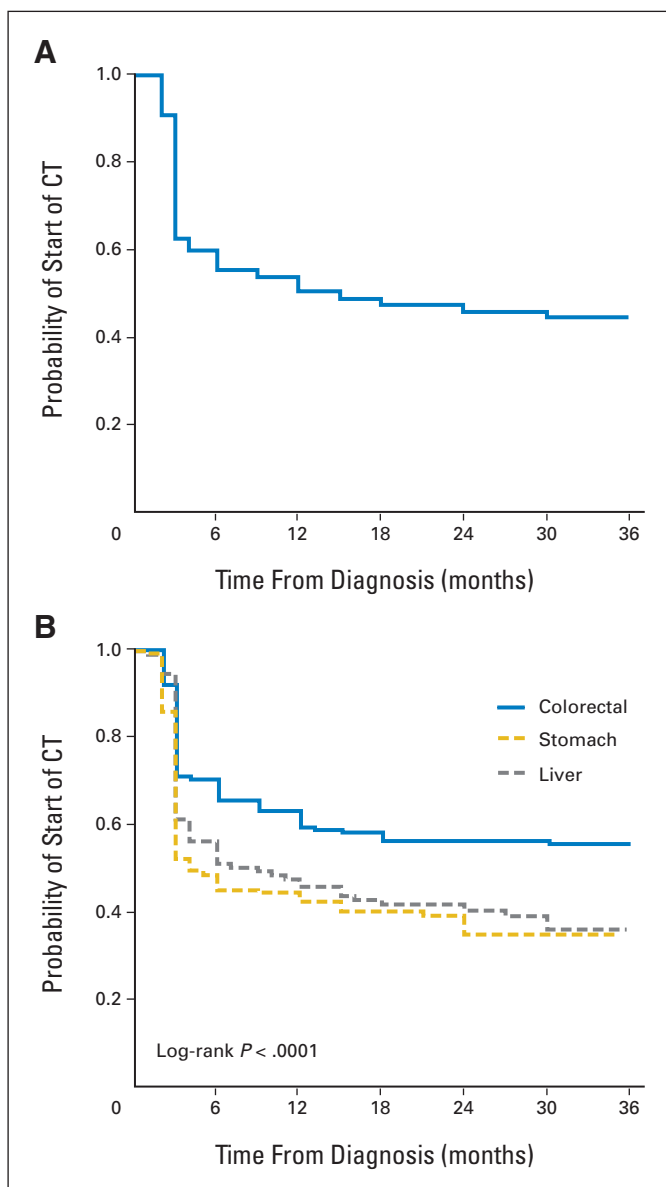 A
1.0
0.8
0.6
0.4
0.2
0
6
12
18
24
30
36
Probability of Start of CT
Time From Diagnosis (months)
B
1.0
0.8
0.6
0.4
0.2
0
6
12
18
24
30
36
Probability of Start of CT
Colorectal
Stomach
Liver
Log-rank P < .0001
Time From Diagnosis (months)